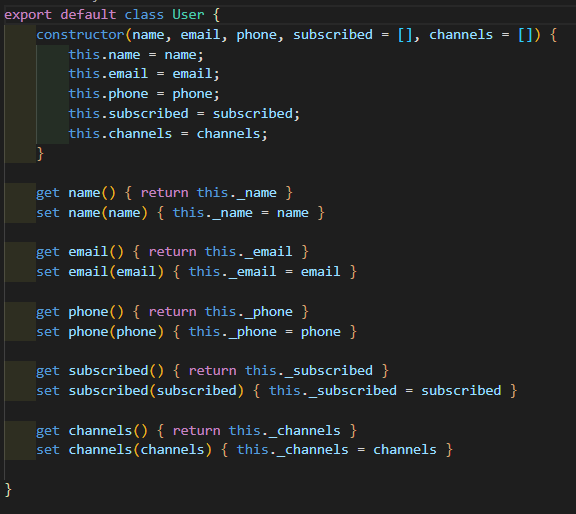 export default class User {
    constructor(name, email, phone, subscribed = [], channels = []) {
        this.name = name;
        this.email = email;
        this.phone = phone;
        this.subscribed = subscribed;
        this.channels = channels;
    }
    get name() { return this._name }
    set name(name) { this._name = name }
    get email() { return this._email }
    set email(email) { this._email = email }
    get phone() { return this._phone }
    set phone(phone) { this._phone = phone }
    get subscribed() { return this._subscribed }
    set subscribed(subscribed) { this._subscribed = subscribed }
    get channels() { return this._channels }
    set channels(channels) { this._channels = channels }
}